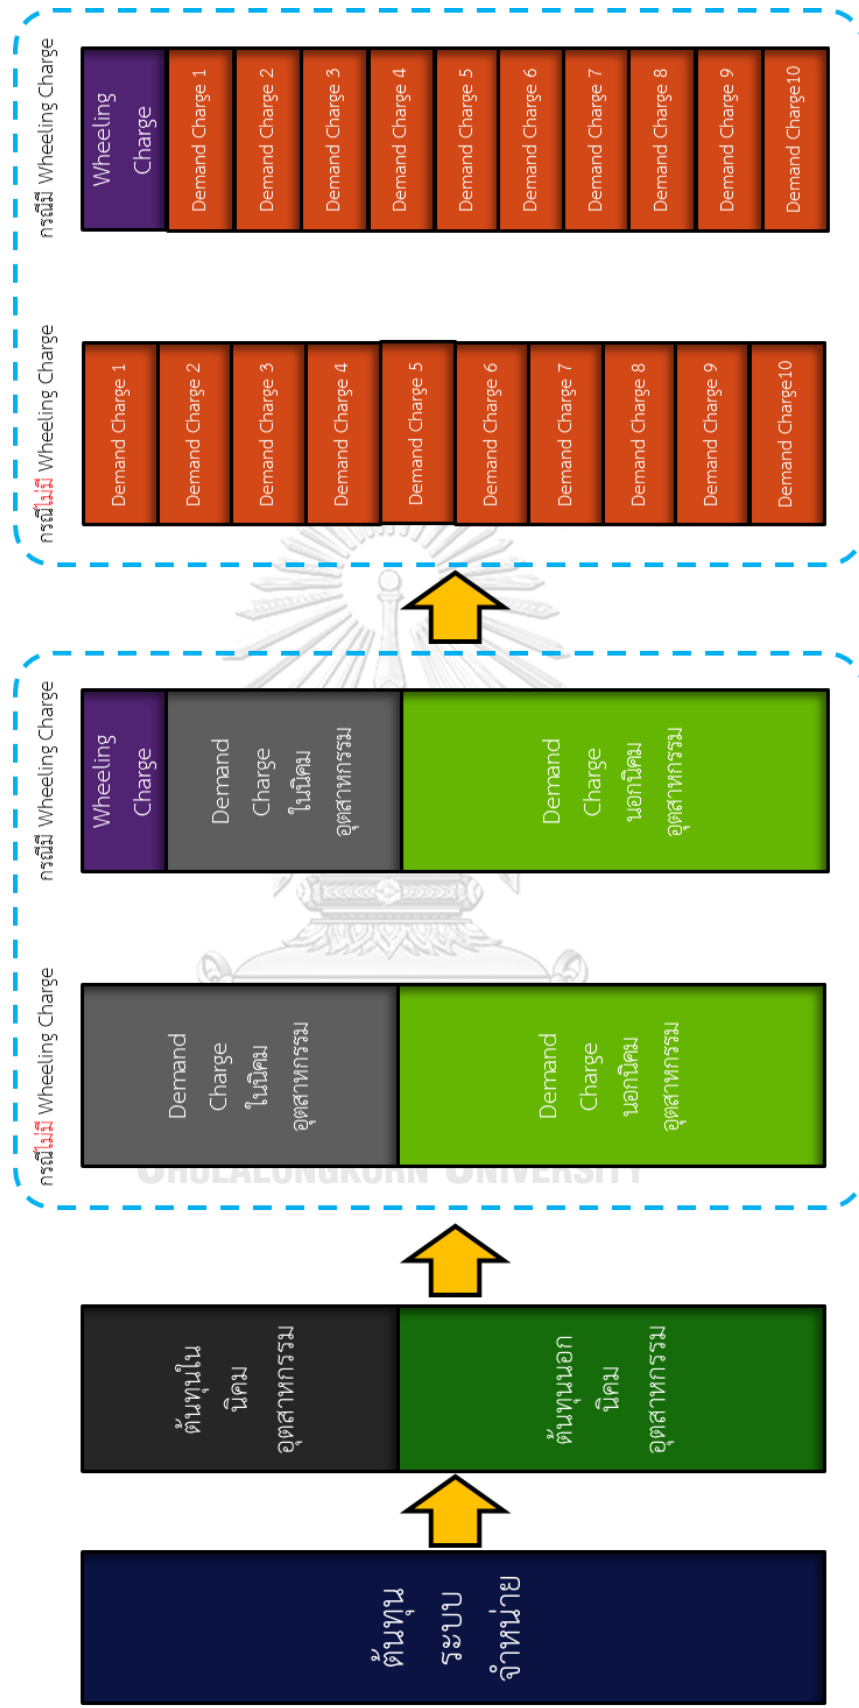 ต้นทุน
ระบบ
จำหน่าย
ต้นทุนใน
นิคม
อุตสาหกรรม
ต้นทุนนอก
นิคม
อุตสาหกรรม
กรณีไม่มี Wheeling Charge
Demand
Charge
ในนิคม
อุตสาหกรรม
Demand
Charge
นอกนิคม
อุตสาหกรรม
กรณีมี Wheeling Charge
Wheeling
Charge
Demand
Charge
ในนิคม
อุตสาหกรรม
Demand
Charge
นอกนิคม
อุตสาหกรรม
กรณีไม่มี Wheeling Charge
Demand Charge 1
Demand Charge 2
Demand Charge 3
Demand Charge 4
Demand Charge 5
Demand Charge 6
Demand Charge 7
Demand Charge 8
Demand Charge 9
Demand Charge10
กรณีมี Wheeling Charge
Wheeling
Charge
Demand Charge 1
Demand Charge 2
Demand Charge 3
Demand Charge 4
Demand Charge 5
Demand Charge 6
Demand Charge 7
Demand Charge 8
Demand Charge 9
Demand Charge10
CHULALONGKORN UNIVERSITY